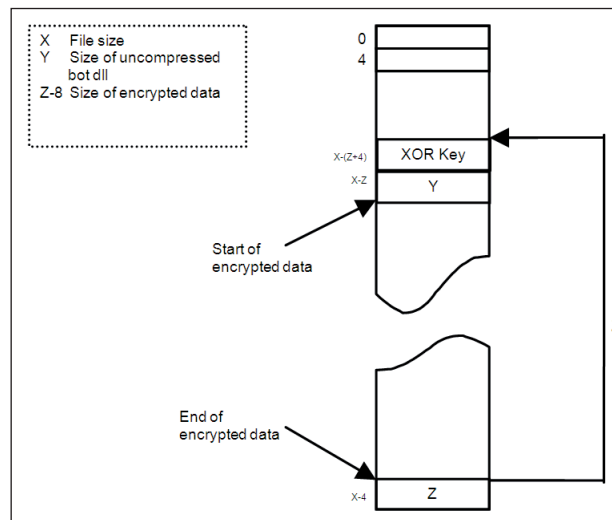 X File size
Y Size of uncompressed
bot dll
Z-8 Size of encrypted data
0
4
X-(Z+4)
XOR Key
X-Z
Y
Start of
encrypted data
End of
encrypted data
X-4
Z